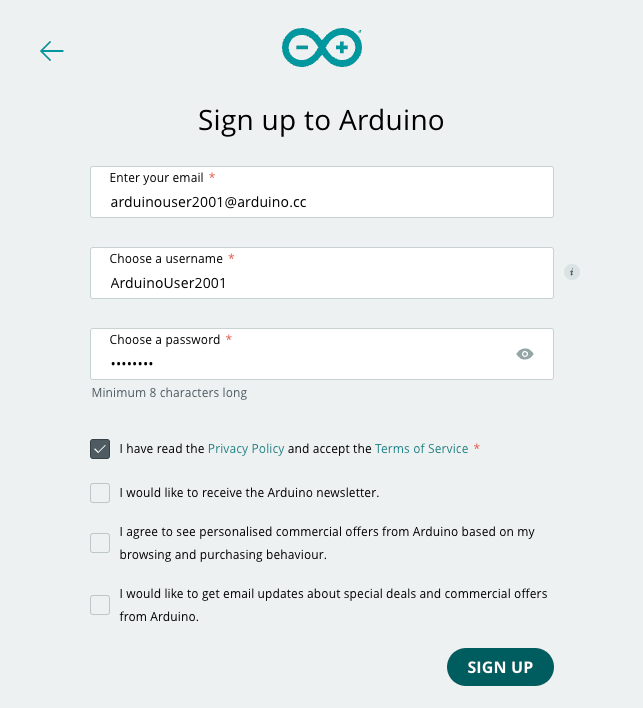 Sign up to Arduino
Enter your email *
arduinouser2001@arduino.cc
Choose a username *
ArduinoUser2001
i
Choose a password *
••••••••
Minimum 8 characters long
I have read the Privacy Policy and accept the Terms of Service *
I would like to receive the Arduino newsletter.
I agree to see personalised commercial offers from Arduino based on my
browsing and purchasing behaviour.
I would like to get email updates about special deals and commercial offers
from Arduino.
SIGN UP